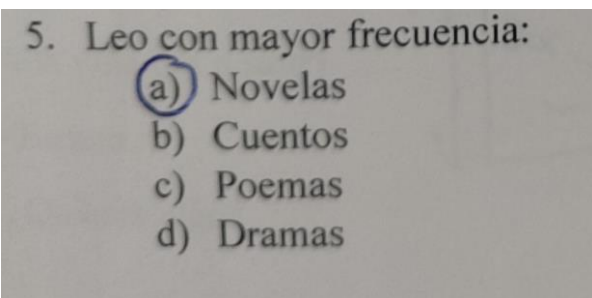 5. Leo con mayor frecuencia:
a) Novelas
b) Cuentos
c) Poemas
d) Dramas